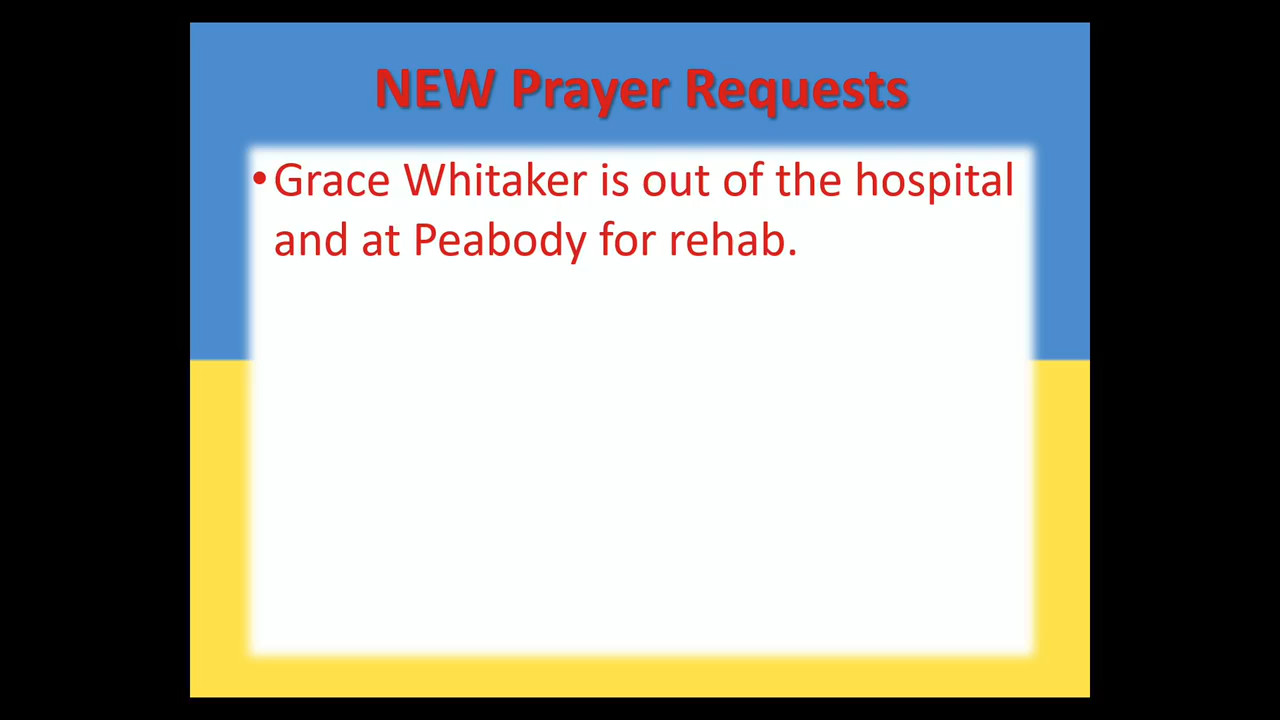 NEW Prayer Requests
•Grace Whitaker is out of the hospital
and at Peabody for rehab.